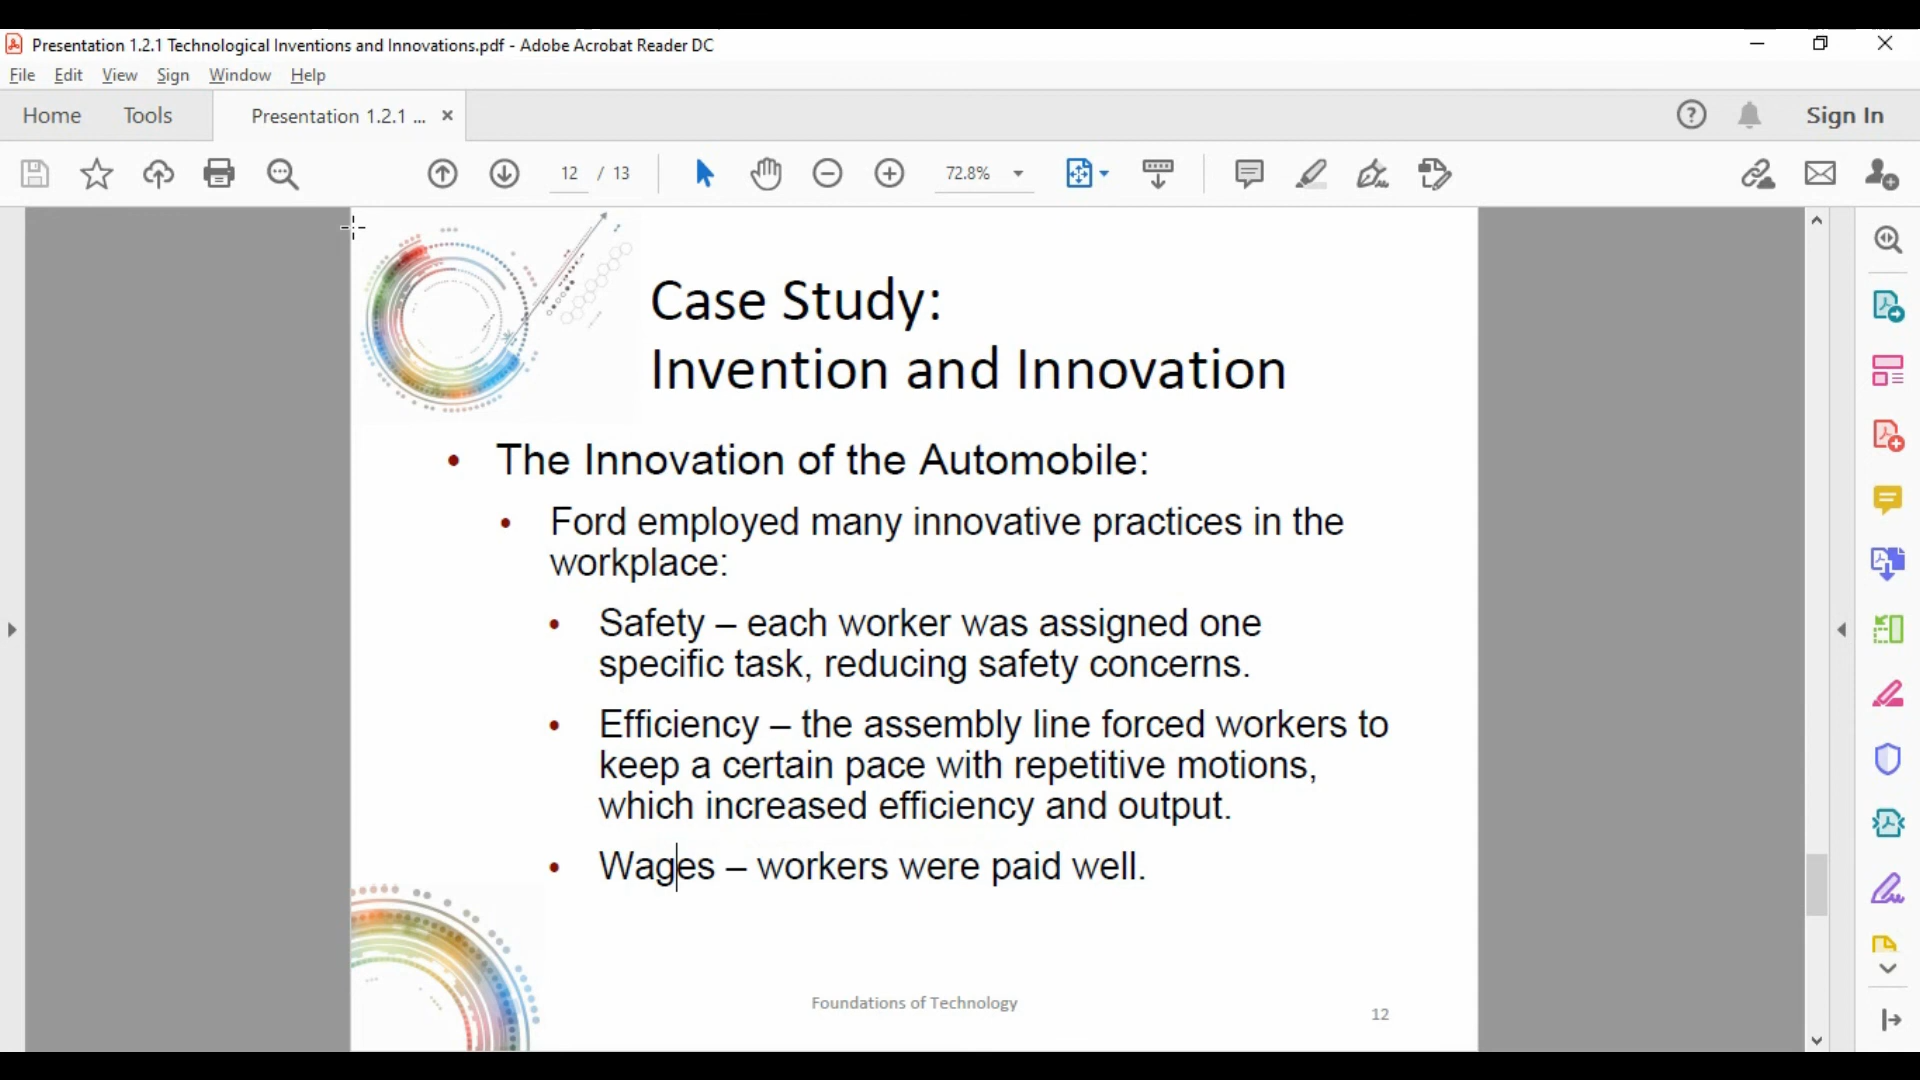 Presentation 1.2.1 Technological Inventions and Innovations.pdf - Adobe Acrobat Reader DC
File Edit View Sign Window Help
Home Tools Presentation 1.2.1 ... × Sign In
12 / 13 72.8%
Case Study:
Invention and Innovation
• The Innovation of the Automobile:
• Ford employed many innovative practices in the
workplace:
• Safety – each worker was assigned one
specific task, reducing safety concerns.
• Efficiency – the assembly line forced workers to
keep a certain pace with repetitive motions,
which increased efficiency and output.
• Wages – workers were paid well.
Foundations of Technology
12